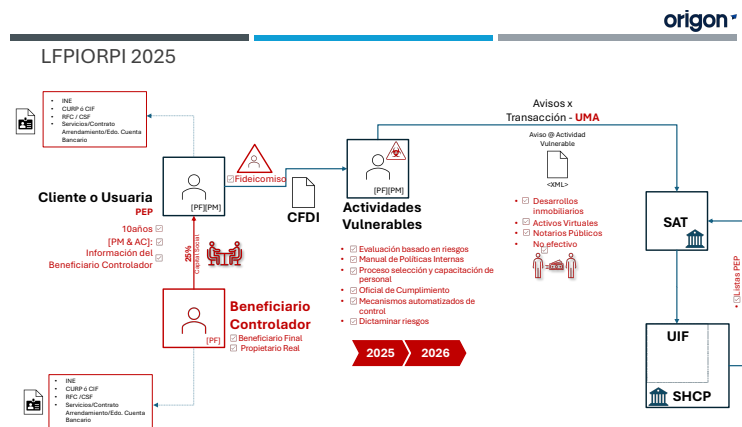 origon
LFPIORPI 2025
• INE
• CURP ó CIF
• RFC / CSF
• Servicios/Contrato
Arrendamiento/Edo. Cuenta
Bancario
Cliente o Usuaria
PEP
10años
[PM & AC]:
Información del
Beneficiario Controlador
[PF][PM]
25%
Capital Social
Beneficiario
Controlador
[PF]
Beneficiario Final
Propietario Real
• INE
• CURP ó CIF
• RFC /CSF
• Servicios/Contrato
Arrendamiento/Edo. Cuenta
Bancario
Fideicomiso
CFDI
[PF][PM]
Actividades
Vulnerables
• Evaluación basado en riesgos
• Manual de Políticas Internas
• Proceso selección y capacitación de
personal
• Oficial de Cumplimiento
• Mecanismos automatizados de
control
• Dictaminar riesgos
2025
2026
Avisos x
Transacción - UMA
Aviso @ Actividad
Vulnerable
<XML>
• Desarrollos
inmobiliarios
• Activos Virtuales
• Notarios Públicos
• No efectivo
SAT
UIF
SHCP
• Listas PEP